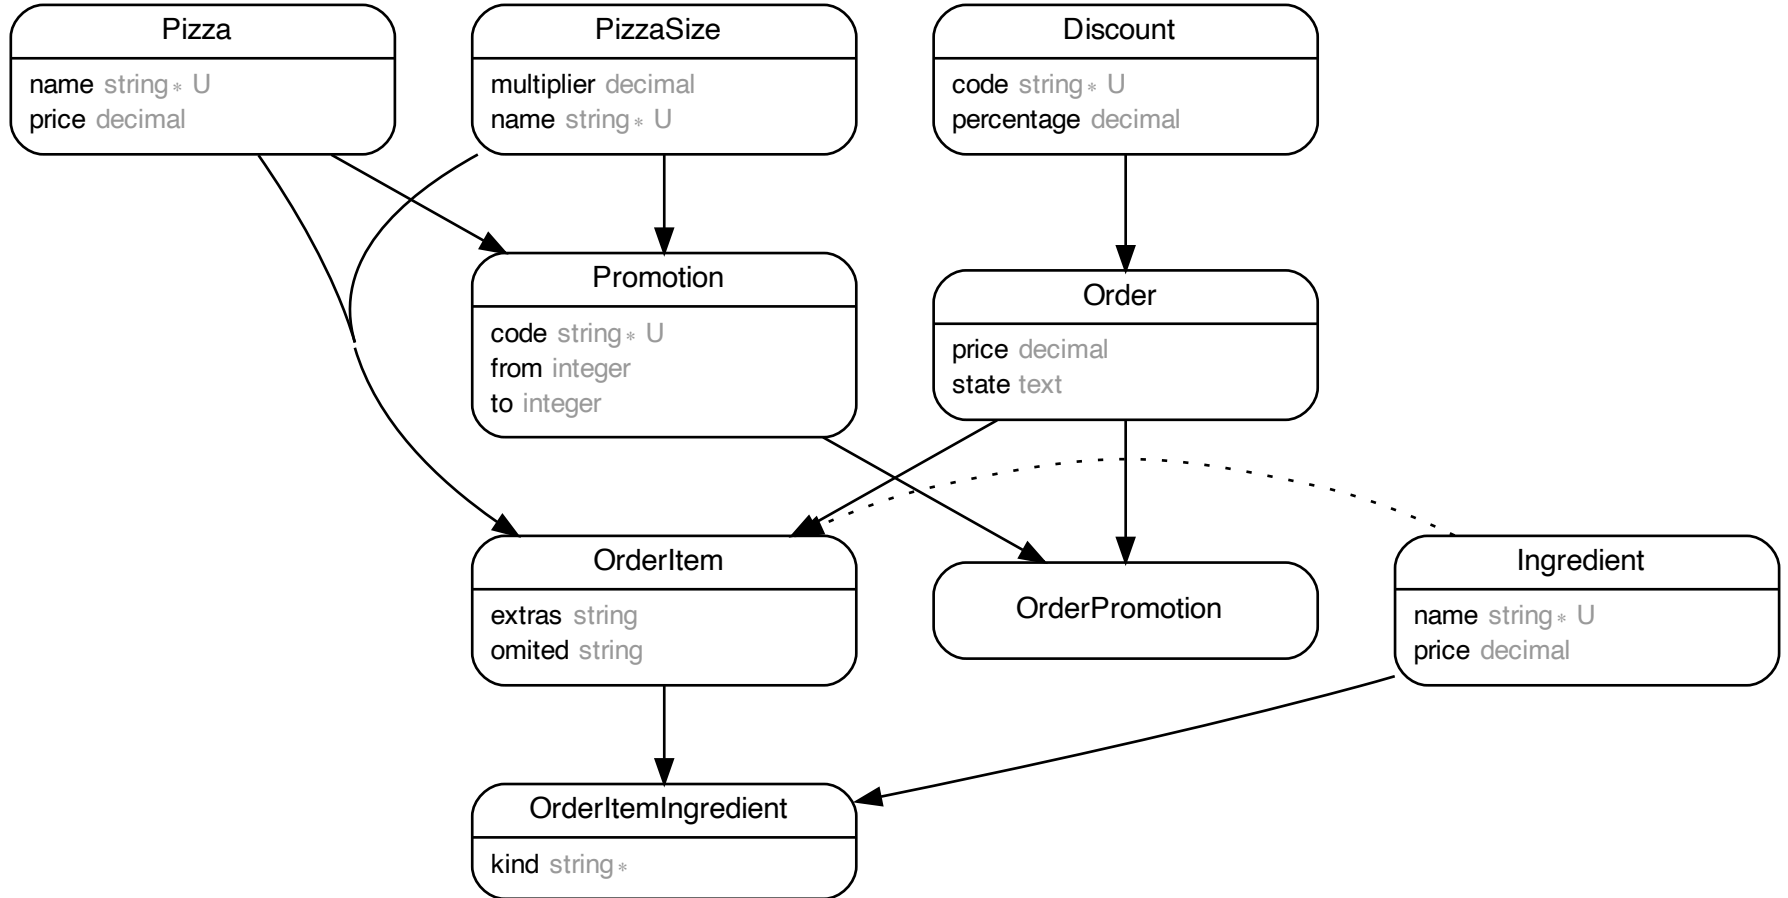 Pizza
name string* U
price decimal
PizzaSize
multiplier decimal
name string* U
Discount
code string* U
percentage decimal
Promotion
code string* U
from integer
to integer
Order
price decimal
state text
OrderItem
extras string
omited string
OrderPromotion
Ingredient
name string* U
price decimal
OrderItemIngredient
kind string*